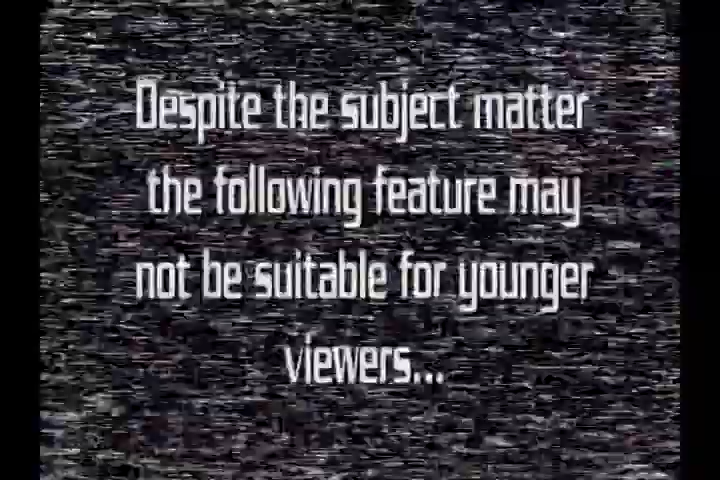 Despite the subject matter
the following feature may
not be suitable for younger
viewers...